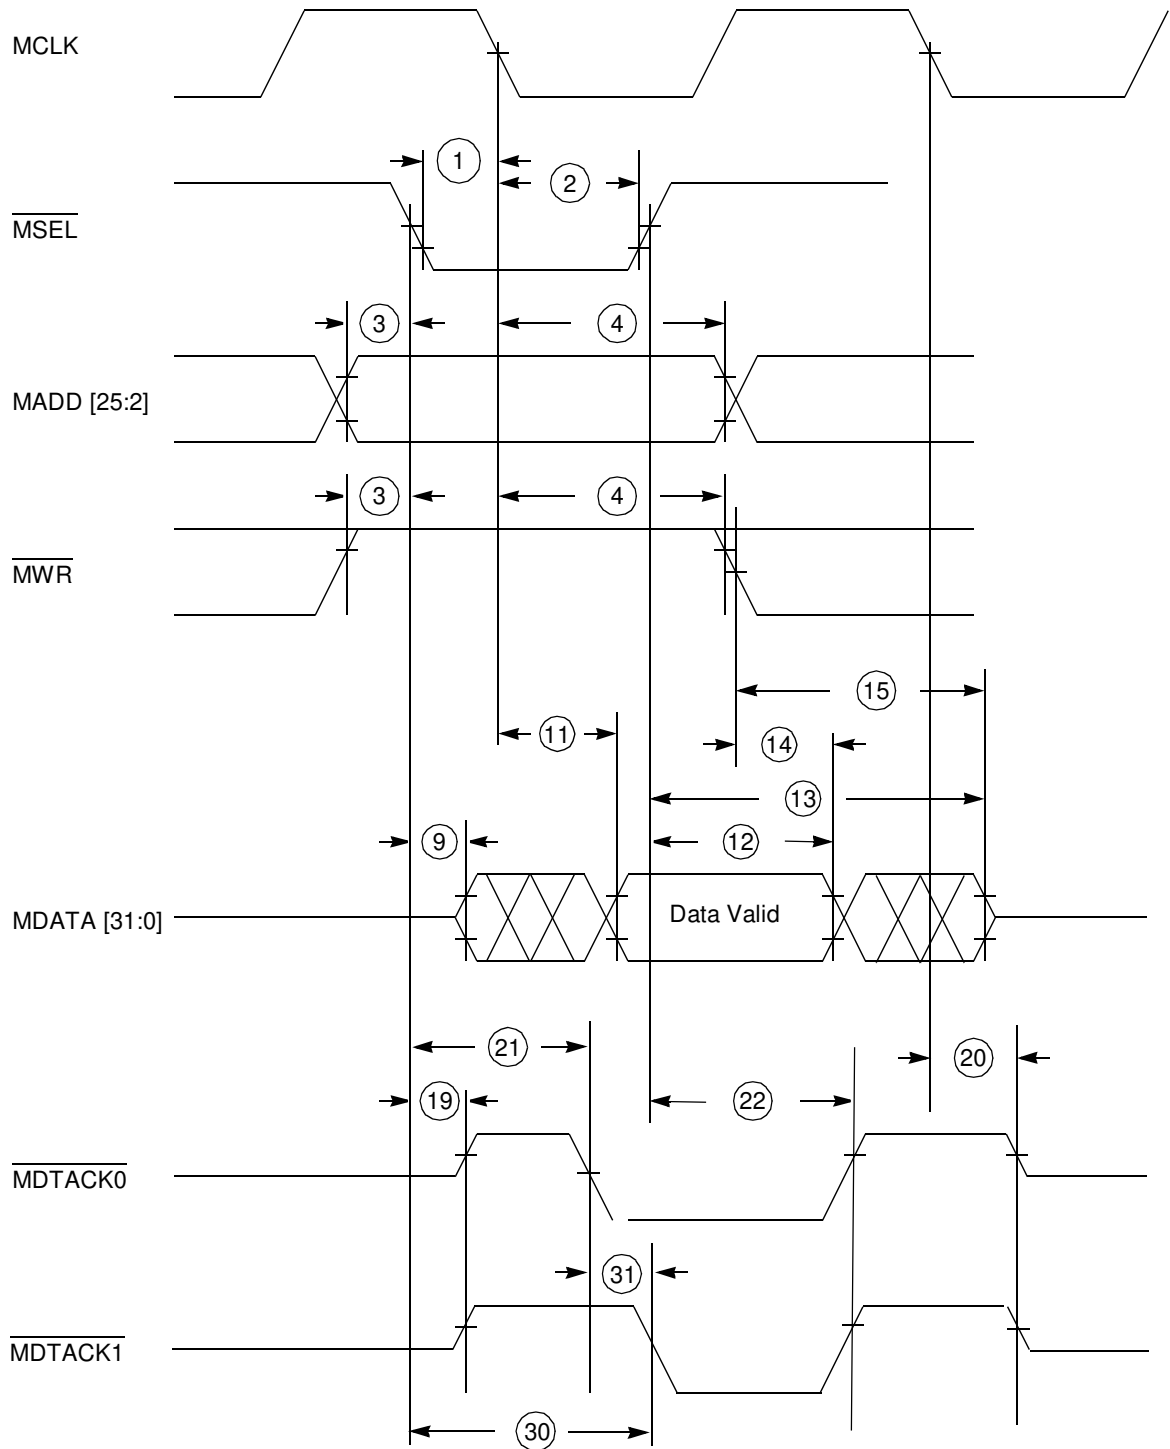 MCLK
1
2
MSEL
3
4
MADD [25:2]
3
4
MWR
15
11
14
13
9
12
MDATA [31:0]
Data Valid
21
20
19
22
MDTACK0
31
MDTACK1
30